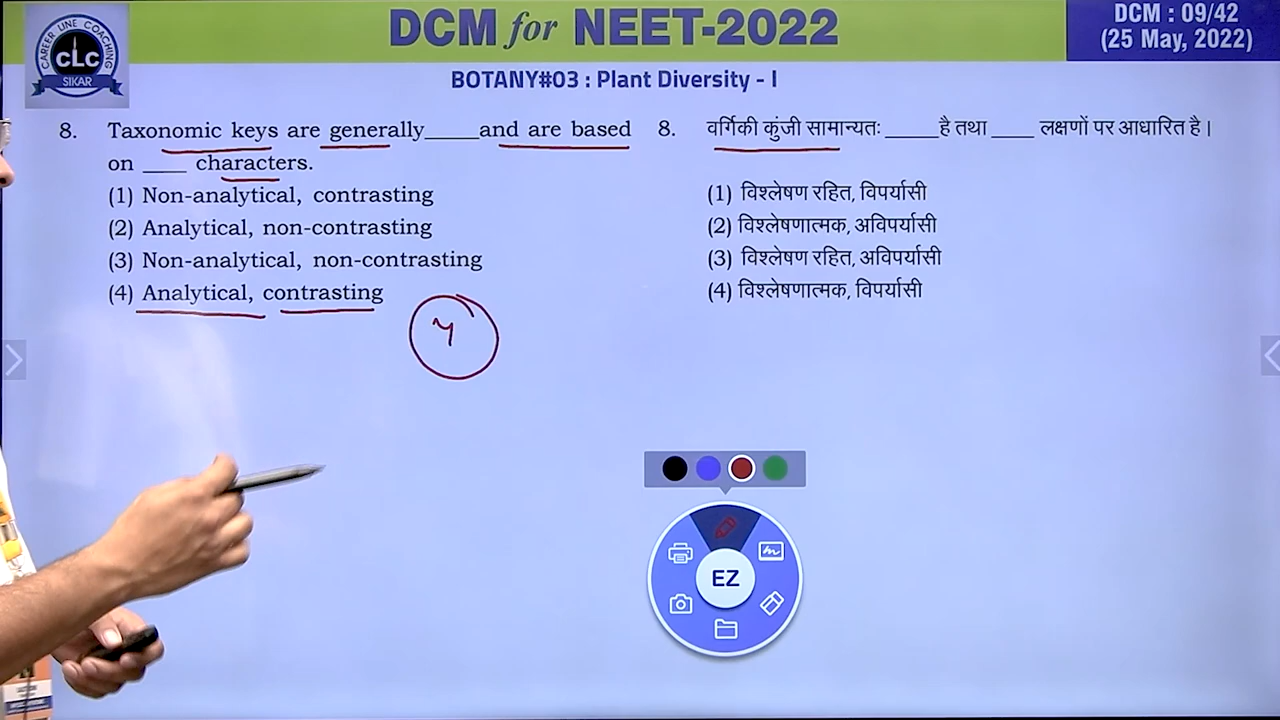 DCM for NEET-2022
DCM : 09/42
(25 May, 2022)
CAREER LINE COACHING
CLC
SIKAR
BOTANY#03 : Plant Diversity - I
8. Taxonomic keys are generally_____and are based
on ____ characters.
(1) Non-analytical, contrasting
(2) Analytical, non-contrasting
(3) Non-analytical, non-contrasting
(4) Analytical, contrasting
4
8. वर्गिकी कुंजी सामान्यतः _____है तथा ____ लक्षणों पर आधारित है।
(1) विश्लेषण रहित, विपर्यासी
(2) विश्लेषणात्मक, अविपर्यासी
(3) विश्लेषण रहित, अविपर्यासी
(4) विश्लेषणात्मक, विपर्यासी
EZ